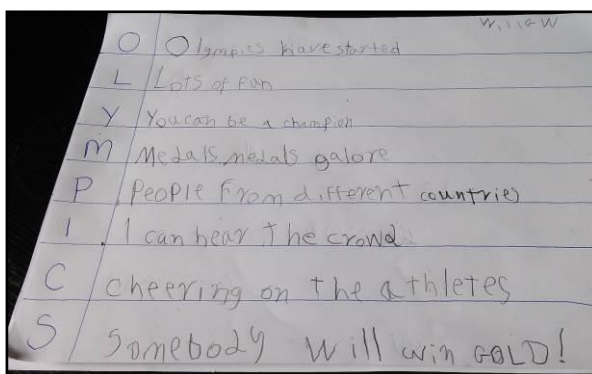 Will G W
O Olympics have started
L Lots of fun
Y You can be a champion
M Medals, medals galore
P People from different countries
I I can hear the crowd
C cheering on the athletes
S Somebody will win GOLD!